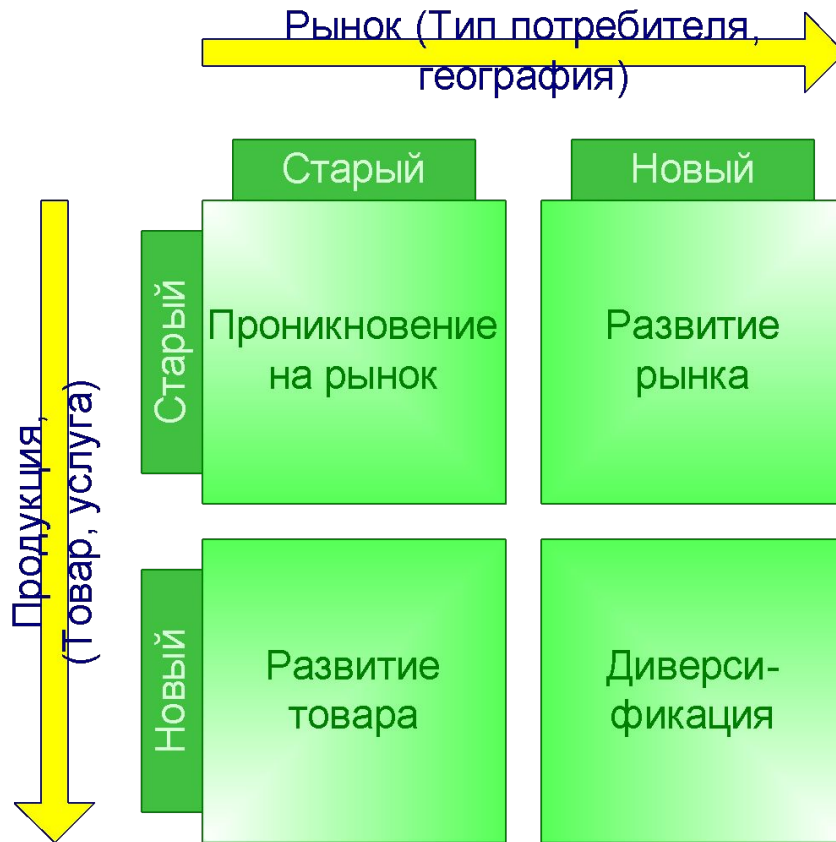 Рынок (Тип потребителя,
география)
Старый
Новый
Продукция,
(Товар, услуга)
Старый
Проникновение
на рынок
Развитие
рынка
Новый
Развитие
товара
Диверси-
фикация